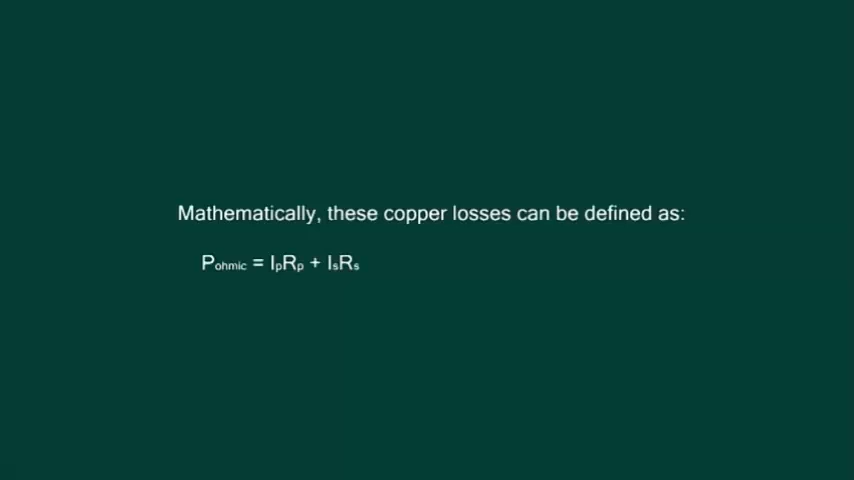 Mathematically, these copper losses can be defined as:
Pohmic = IpRp + IsRs